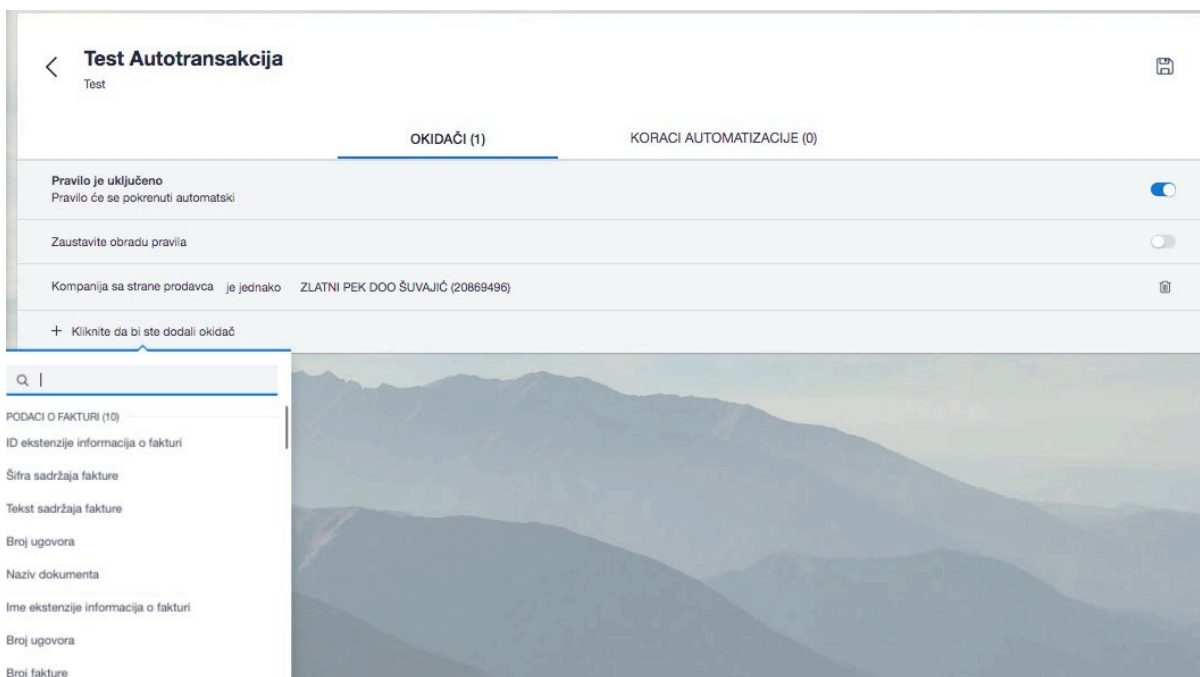 Test Autotransakcija
Test
OKIDAČI (1)
KORACI AUTOMATIZACIJE (0)
Pravilo je uključeno
Pravilo će se pokrenuti automatski
Zaustavite obradu pravila
Kompanija sa strane prodavca je jednako ZLATNI PEK DOO ŠUVAJIĆ (20869496)
+ Kliknite da bi ste dodali okidač
PODACI O FAKTURI (10)
ID ekstenzije informacija o fakturi
Šifra sadržaja fakture
Tekst sadržaja fakture
Broj ugovora
Naziv dokumenta
Ime ekstenzije informacija o fakturi
Broj ugovora
Broj fakture